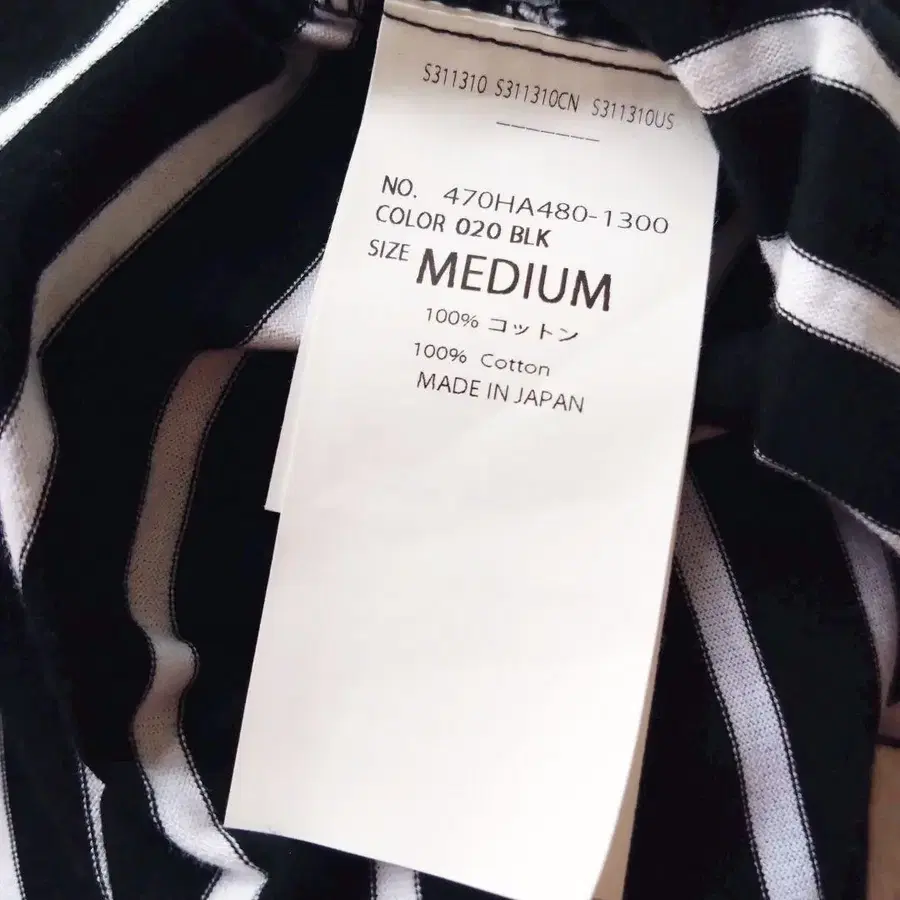 S311310 S311310CN S311310US
NO. 470HA480-1300
COLOR 020 BLK
SIZE MEDIUM
100% コットン
100% Cotton
MADE IN JAPAN